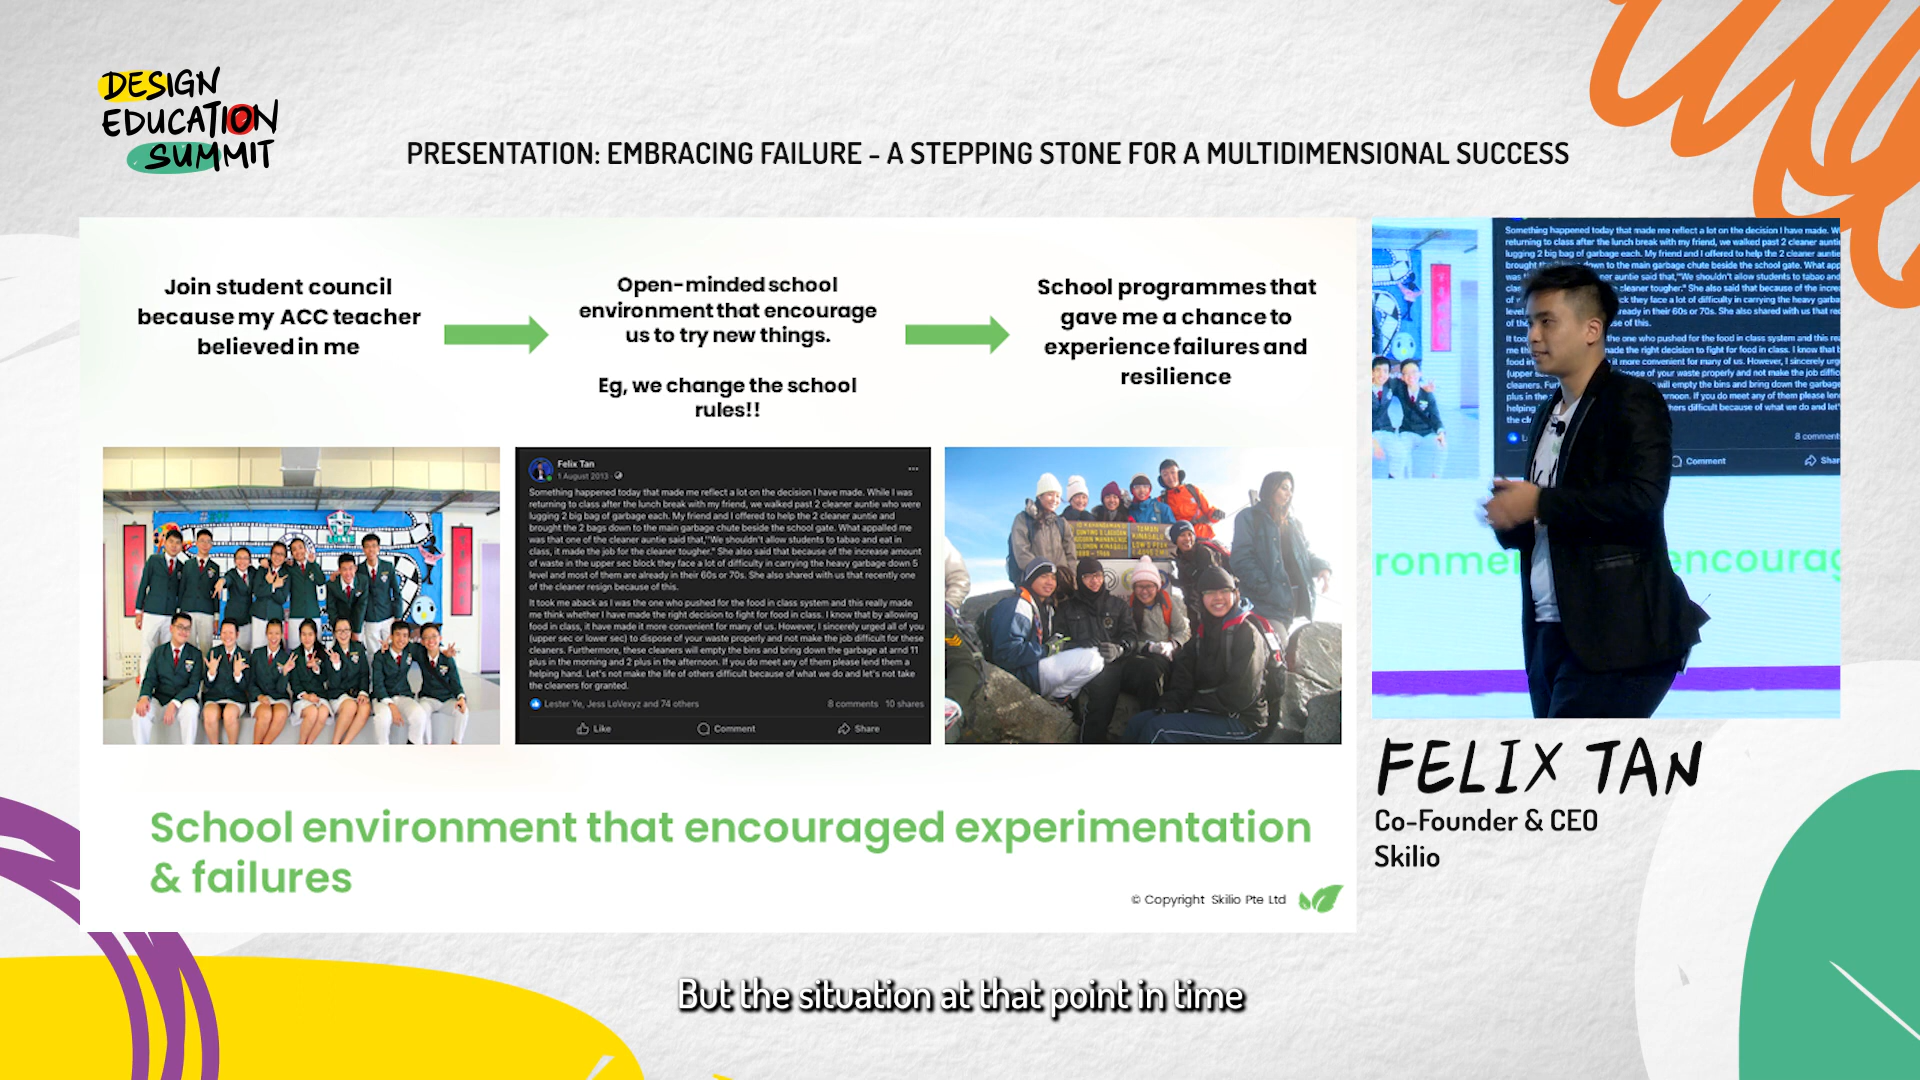 DESIGN
EDUCATION
SUMMIT
PRESENTATION: EMBRACING FAILURE – A STEPPING STONE FOR A MULTIDIMENSIONAL SUCCESS
Join student council
because my ACC teacher
believed in me
Open-minded school
environment that encourage
us to try new things.
Eg, we change the school
rules!!
School programmes that
gave me a chance to
experience failures and
resilience
Felix Tan
1 August 2013
Something happened today that made me reflect a lot on the decision I have made. While I was
returning to class after the lunch break with my friend, we walked past 2 cleaner auntie who were
lugging 2 big bag of garbage each. My friend and I offered to help the 2 cleaner auntie and
brought the 2 bags down to the main garbage chute beside the school gate. What appalled me
was that one of the cleaner auntie said that,"We shouldn't allow students to tabao and eat in
class, it made the job for the cleaner tougher." She also said that because of the increase amount
of waste in the upper sec block they face a lot of difficulty in carrying the heavy garbage down 5
level and most of them are already in their 60s or 70s. She also shared with us that recently one
of the cleaner resign because of this.
It took me aback as I was the one who pushed for the food in class system and this really made
me think whether I have made the right decision to fight for food in class. I know that by allowing
food in class, it have made it more convenient for many of us. However, I sincerely urged all of you
(upper sec or lower sec) to dispose of your waste properly and not make the job difficult for these
cleaners. Furthermore, these cleaners will empty the bins and bring down the garbage at arnd 11
plus in the morning and 2 plus in the afternoon. If you do meet any of them please lend them a
helping hand. Let's not make the life of others difficult because of what we do and let's not take
the cleaners for granted.
Lester Ye, Jess LoVexyz and 74 others 8 comments 10 shares
Like Comment Share
TAMAN
KINABALU
LOW'S PEAK
School environment that encouraged experimentation
& failures
© Copyright Skilio Pte Ltd
8 comment
Comment Shar
encourag
FELIX TAN
Co-Founder & CEO
Skilio
But the situation at that point in time